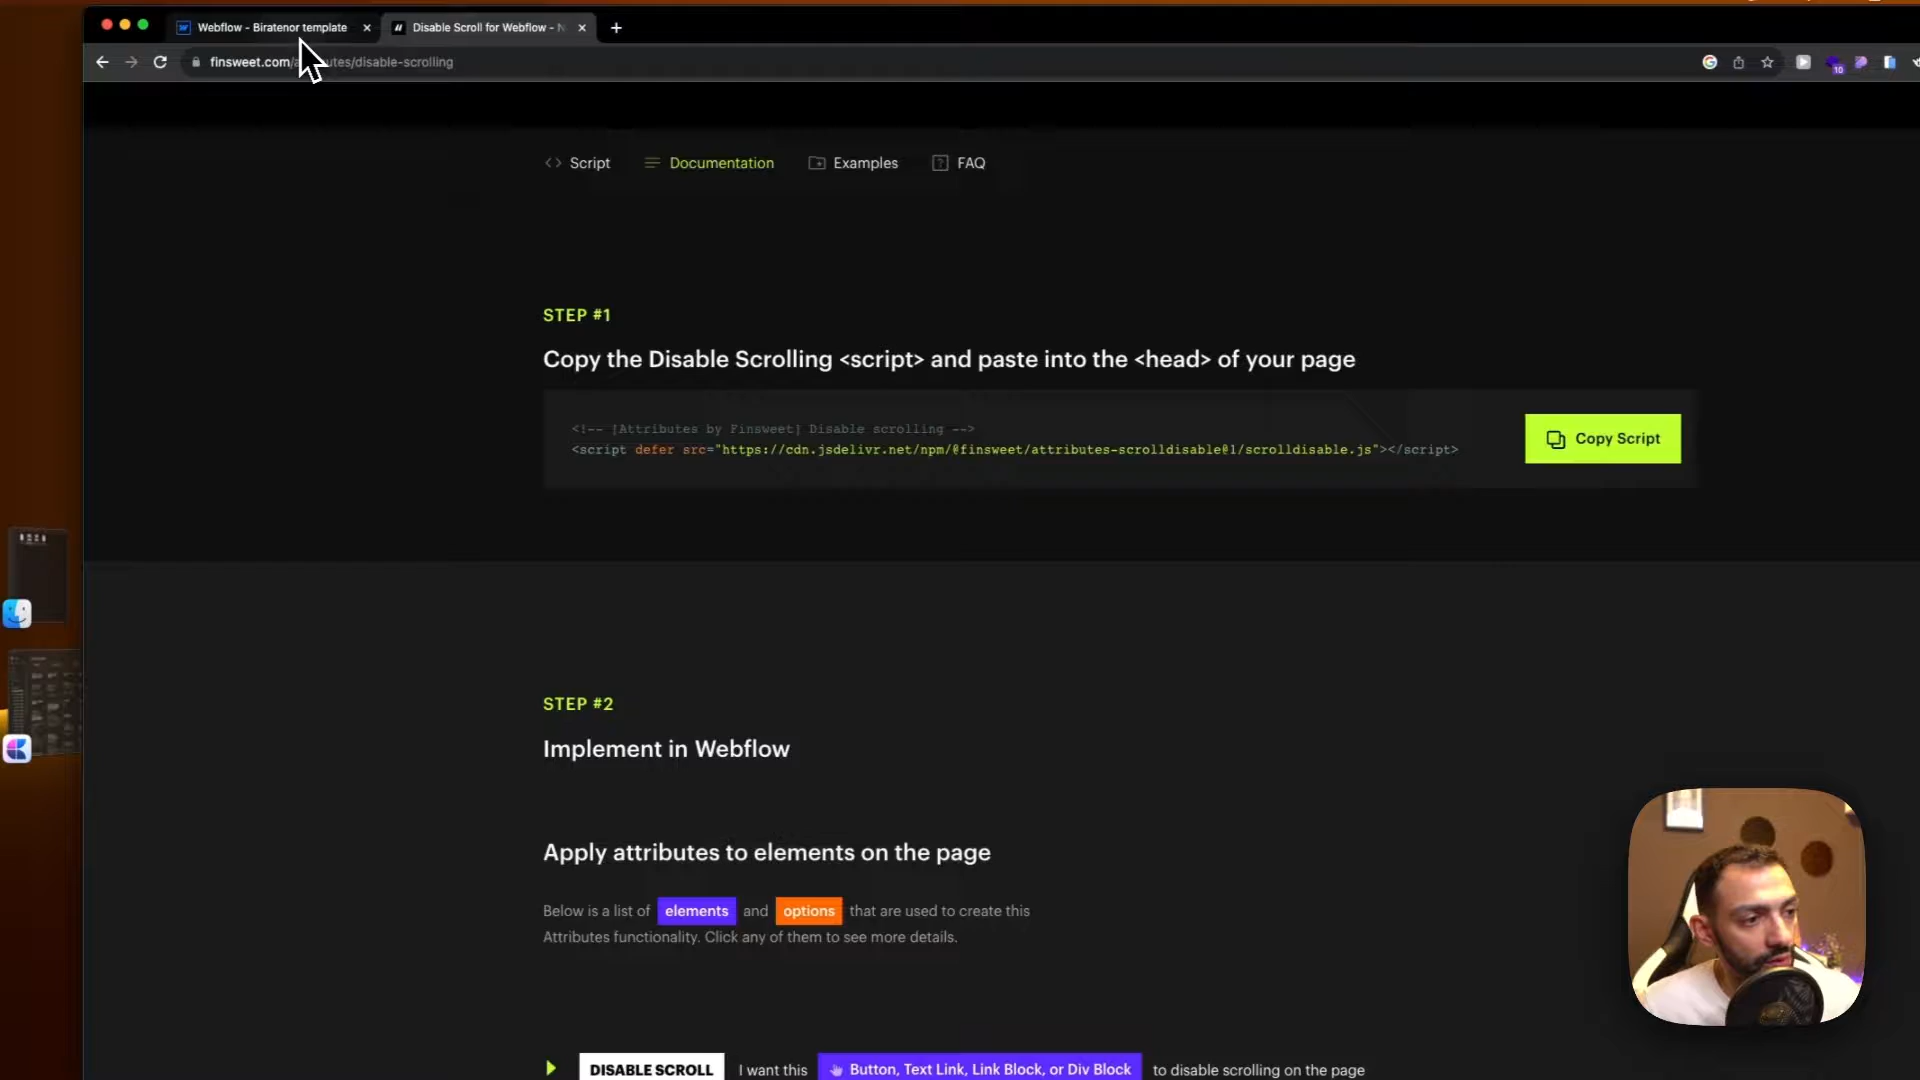 Webflow - Biratenor template
Disable Scroll for Webflow -
finsweet.com/
utes/disable-scrolling
10
Script
Documentation
Examples
FAQ
STEP #1
Copy the Disable Scrolling <script> and paste into the <head> of your page
<!-- [Attributes by Finsweet] Disable scrolling -->
<script defer src="https://cdn.jsdelivr.net/npm/@finsweet/attributes-scrolldisable@1/scrolldisable.js"></script>
Copy Script
STEP #2
Implement in Webflow
Apply attributes to elements on the page
Below is a list of elements and options that are used to create this
Attributes functionality. Click any of them to see more details.
DISABLE SCROLL I want this Button, Text Link, Link Block, or Div Block to disable scrolling on the page